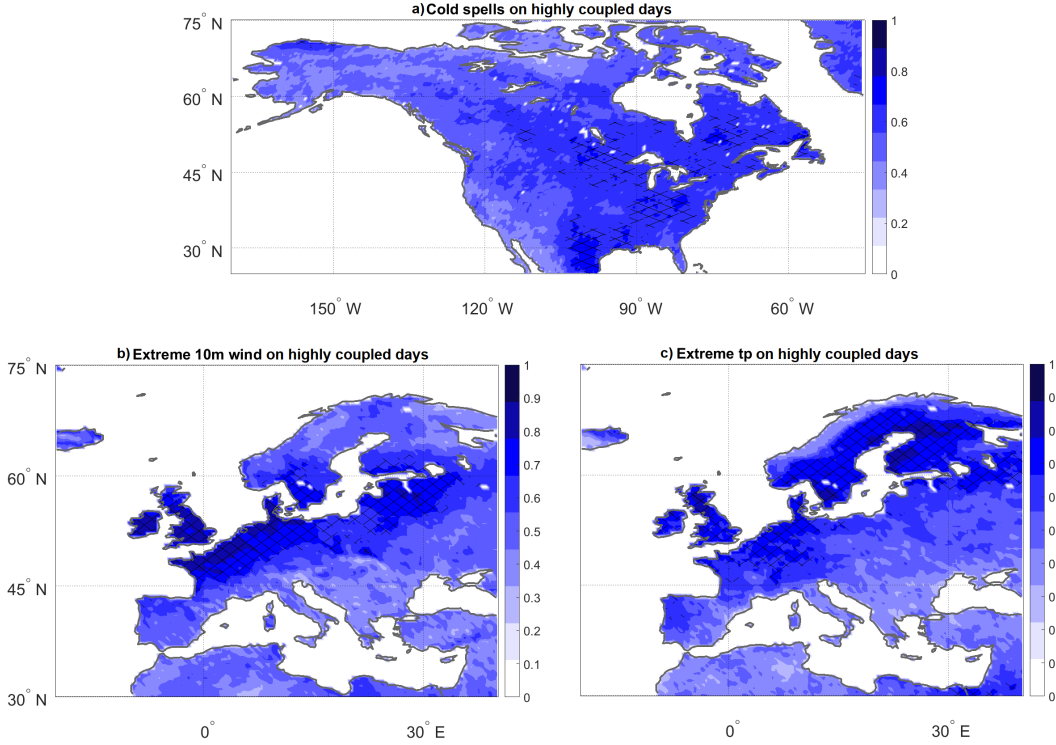 a) Cold spells on highly coupled days
75° N
60° N
45° N
30° N
150° W
120° W
90° W
60° W
1
0.8
0.6
0.4
0.2
0
b) Extreme 10m wind on highly coupled days
75° N
60° N
45° N
30° N
0°
30° E
1
0.9
0.8
0.7
0.6
0.5
0.4
0.3
0.2
0.1
0
c) Extreme tp on highly coupled days
0°
30° E
1
0
0
0
0
0
0
0
0
0
0